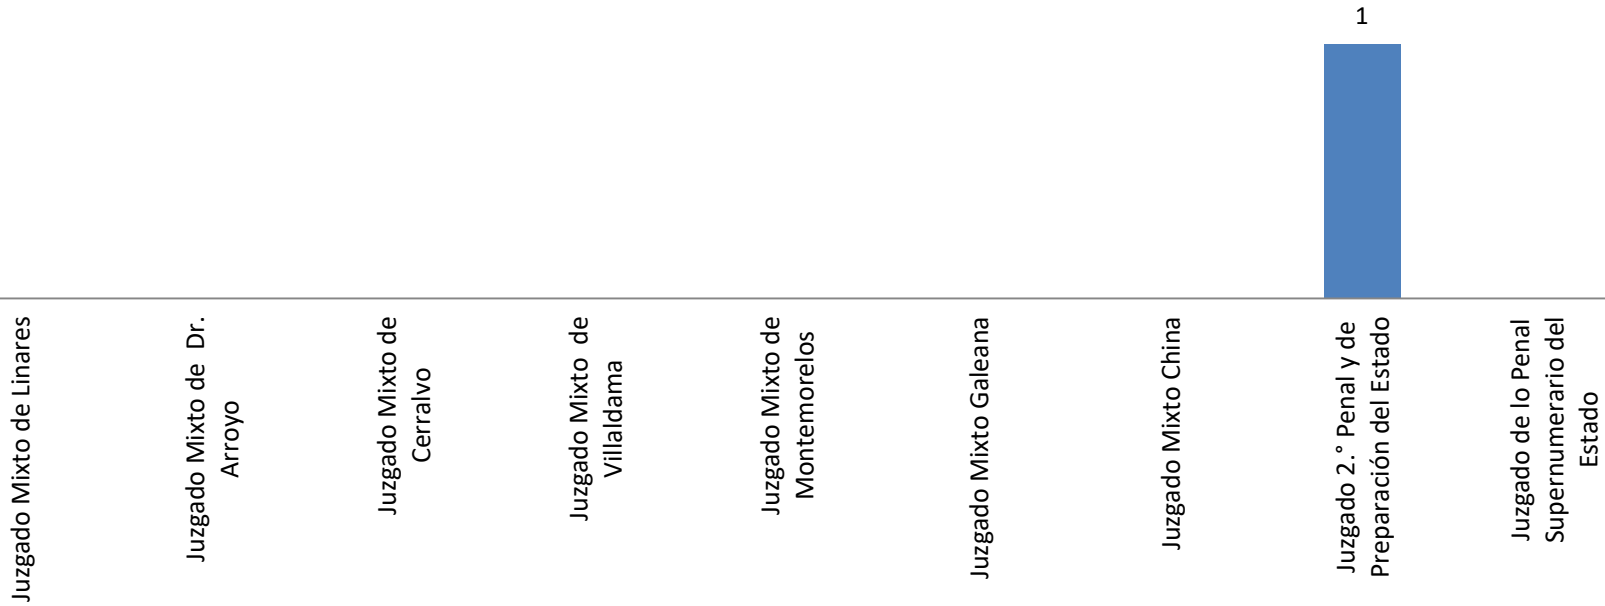 1
Juzgado Mixto de Linares
Juzgado Mixto de  Dr.
Arroyo
Juzgado Mixto de
Cerralvo
Juzgado Mixto  de
Villaldama
Juzgado Mixto de
Montemorelos
Juzgado Mixto Galeana
Juzgado Mixto China
Juzgado 2.° Penal y de
Preparación del Estado
Juzgado de lo Penal
Supernumerario del
Estado